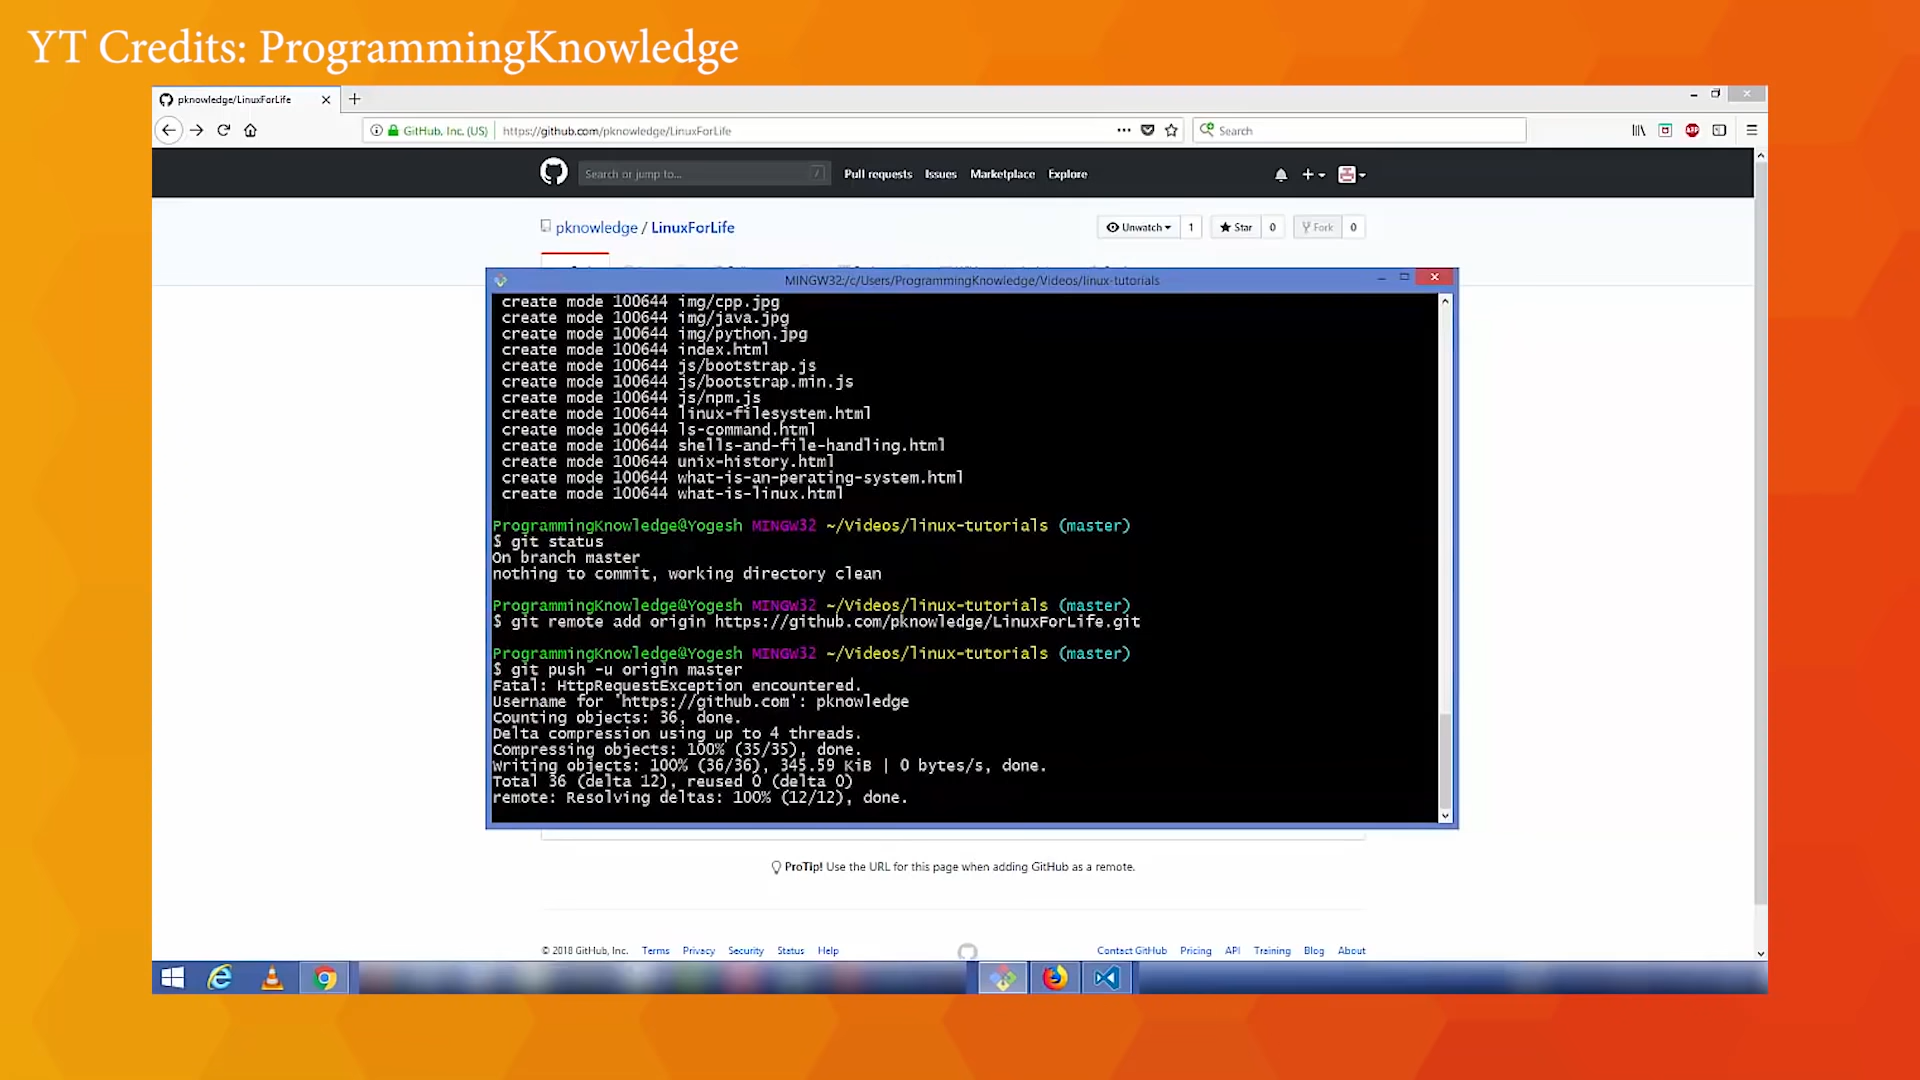 YT Credits: ProgrammingKnowledge
pknowledge/LinuxForLife
GitHub, Inc. (US)
https://github.com/pknowledge/LinuxForLife
Search
Search or jump to...
/
Pull requests
Issues
Marketplace
Explore
pknowledge / LinuxForLife
Unwatch 1
Star 0
Fork 0
MINGW32:/c/Users/ProgrammingKnowledge/Videos/linux-tutorials
create mode 100644 img/cpp.jpg
create mode 100644 img/java.jpg
create mode 100644 img/python.jpg
create mode 100644 index.html
create mode 100644 js/bootstrap.js
create mode 100644 js/bootstrap.min.js
create mode 100644 js/npm.js
create mode 100644 linux-filesystem.html
create mode 100644 ls-command.html
create mode 100644 shells-and-file-handling.html
create mode 100644 unix-history.html
create mode 100644 what-is-an-perating-system.html
create mode 100644 what-is-linux.html
ProgrammingKnowledge@Yogesh MINGW32 ~/Videos/linux-tutorials (master)
$ git status
On branch master
nothing to commit, working directory clean
ProgrammingKnowledge@Yogesh MINGW32 ~/Videos/linux-tutorials (master)
$ git remote add origin https://github.com/pknowledge/LinuxForLife.git
ProgrammingKnowledge@Yogesh MINGW32 ~/Videos/linux-tutorials (master)
$ git push -u origin master
Fatal: HttpRequestException encountered.
Username for 'https://github.com': pknowledge
Counting objects: 36, done.
Delta compression using up to 4 threads.
Compressing objects: 100% (35/35), done.
Writing objects: 100% (36/36), 345.59 KiB | 0 bytes/s, done.
Total 36 (delta 12), reused 0 (delta 0)
remote: Resolving deltas: 100% (12/12), done.
ProTip! Use the URL for this page when adding GitHub as a remote.
© 2018 GitHub, Inc. Terms Privacy Security Status Help
Contact GitHub Pricing API Training Blog About